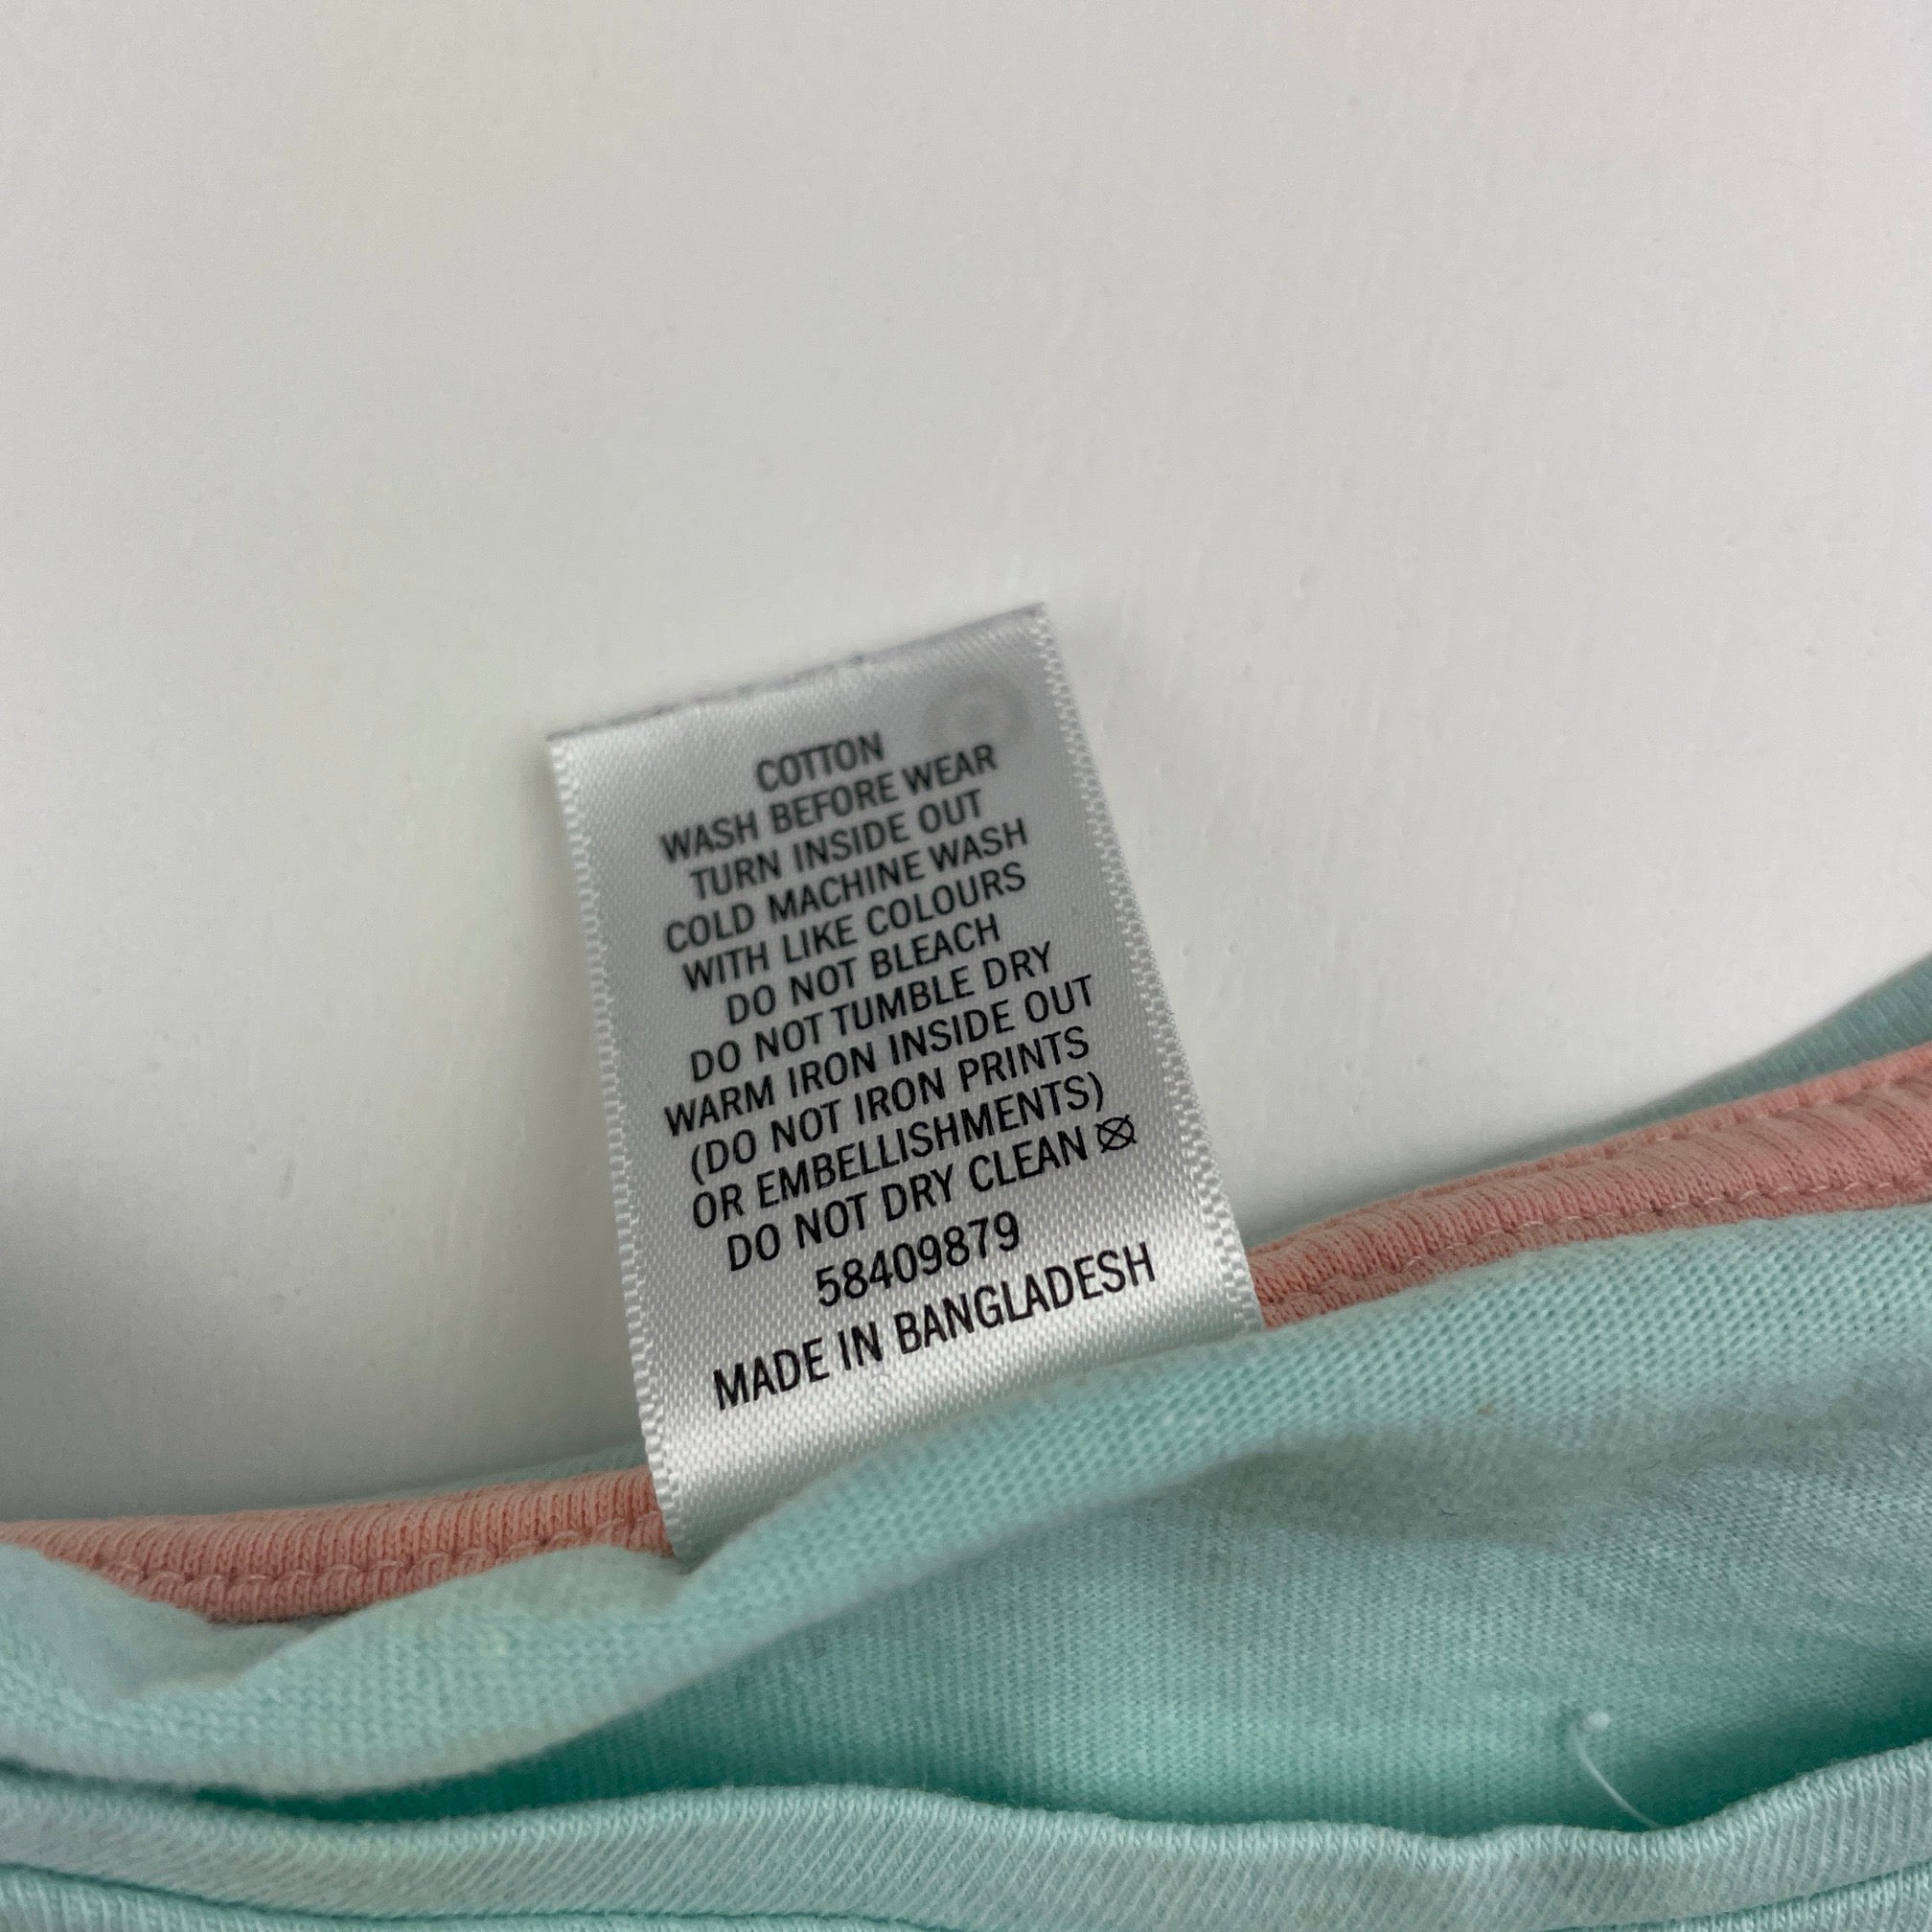 COTTON
WASH BEFORE WEAR
TURN INSIDE OUT
COLD MACHINE WASH
WITH LIKE COLOURS
DO NOT BLEACH
DO NOT TUMBLE DRY
WARM IRON INSIDE OUT
(DO NOT IRON PRINTS
OR EMBELLISHMENTS)
DO NOT DRY CLEAN
58409879
MADE IN BANGLADESH